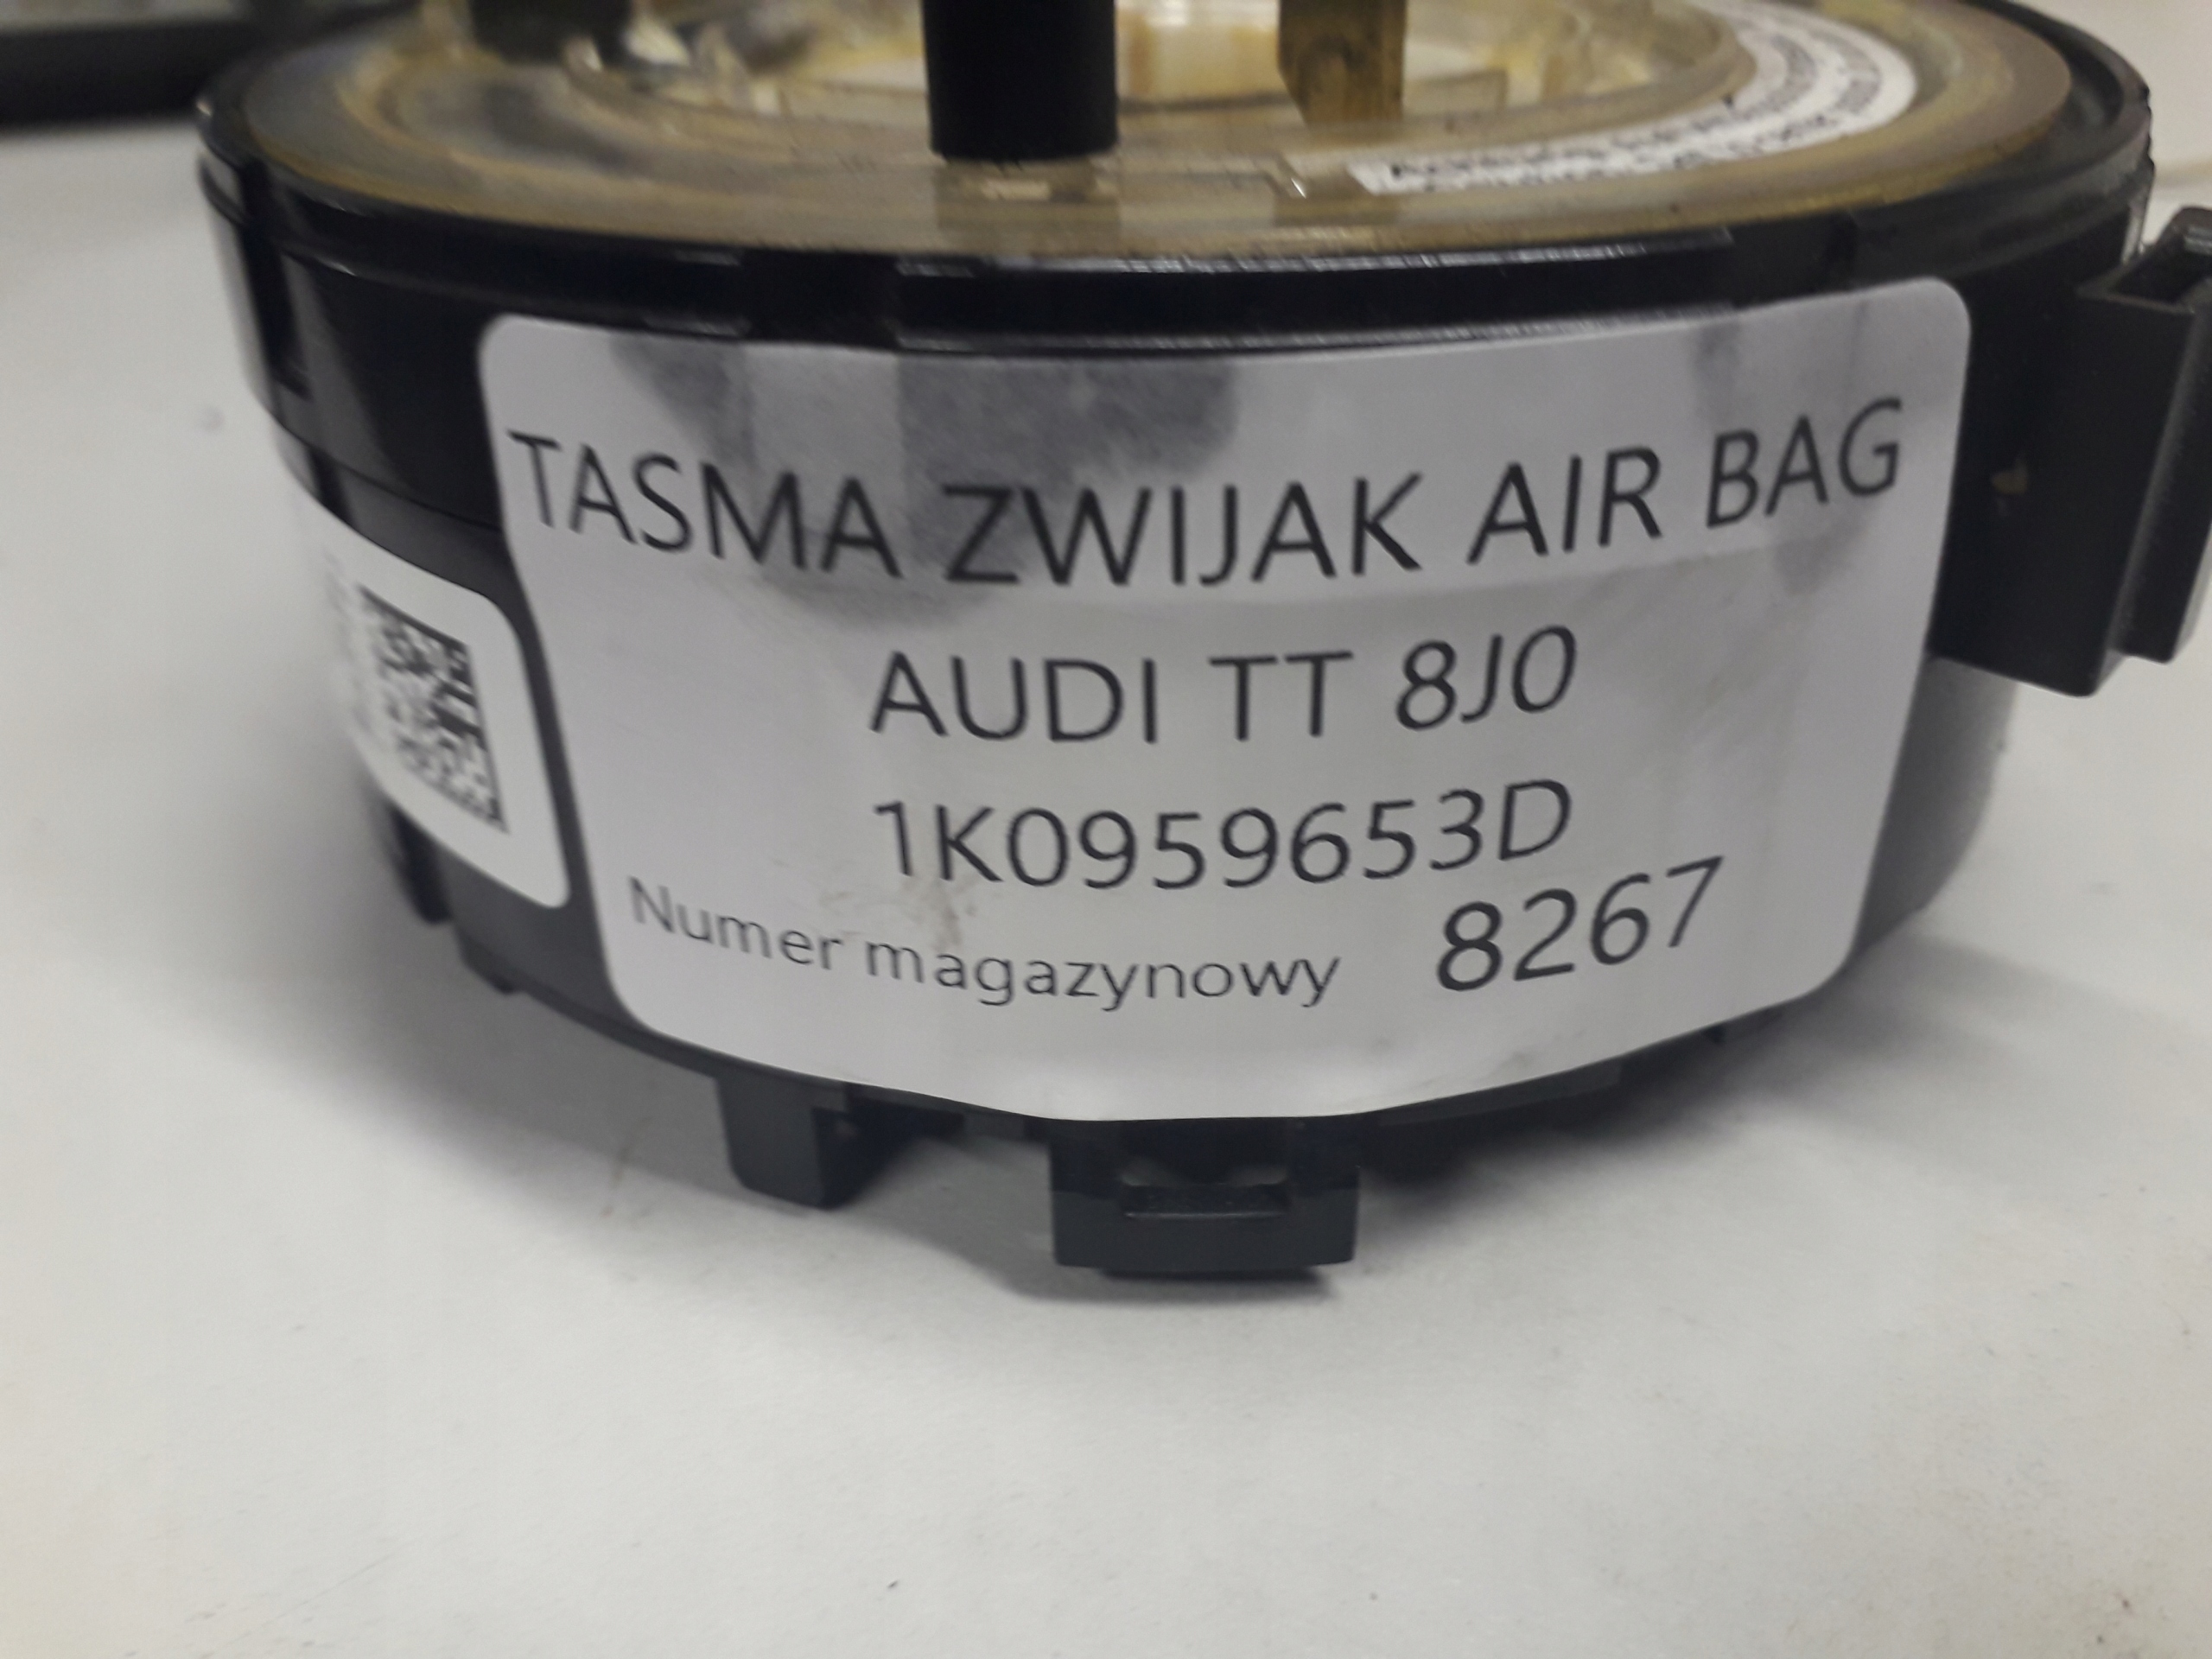 TASMA ZWIJAK AIR BAG
AUDI TT 8J0
1K0959653D
Numer magazynowy 8267